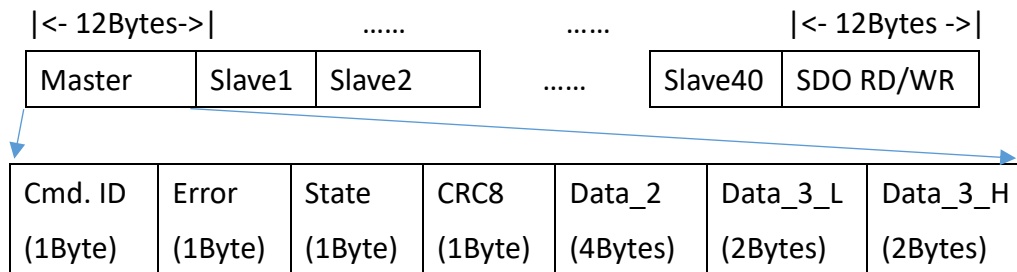 |<- 12Bytes->| …… …… |<- 12Bytes ->|
Master Slave1 Slave2 …… Slave40 SDO RD/WR
Cmd. ID Error State CRC8 Data_2 Data_3_L Data_3_H
(1Byte) (1Byte) (1Byte) (1Byte) (4Bytes) (2Bytes) (2Bytes)